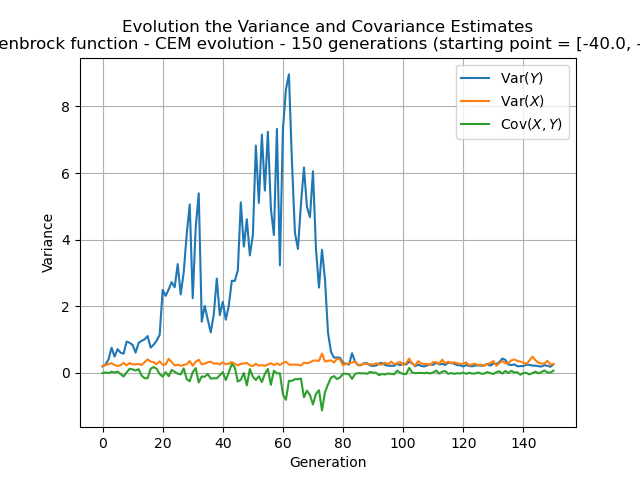 Evolution the Variance and Covariance Estimates
enbrock function - CEM evolution - 150 generations (starting point = [-40.0, -
Var(Y)
Var(X)
Cov(X, Y)
Variance
8
6
4
2
0
0 20 40 60 80 100 120 140
Generation